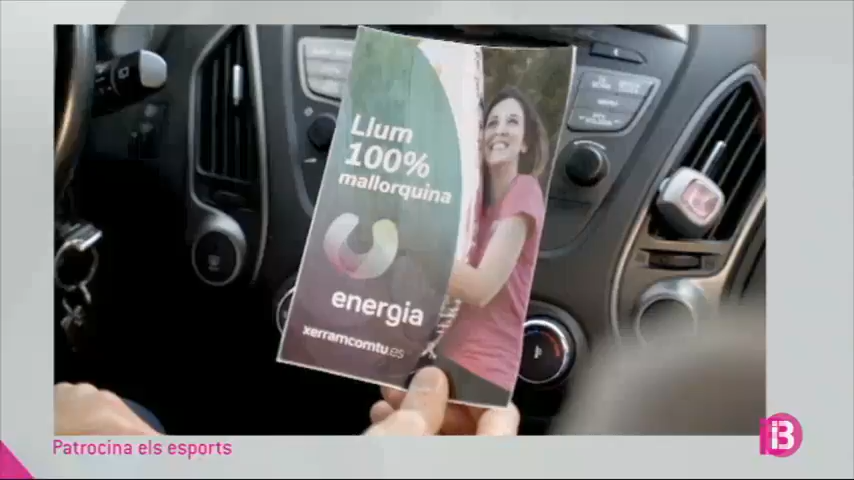 Llum
100%
mallorquina
energia
xerramcomtu.es
Patrocina els esports
iB